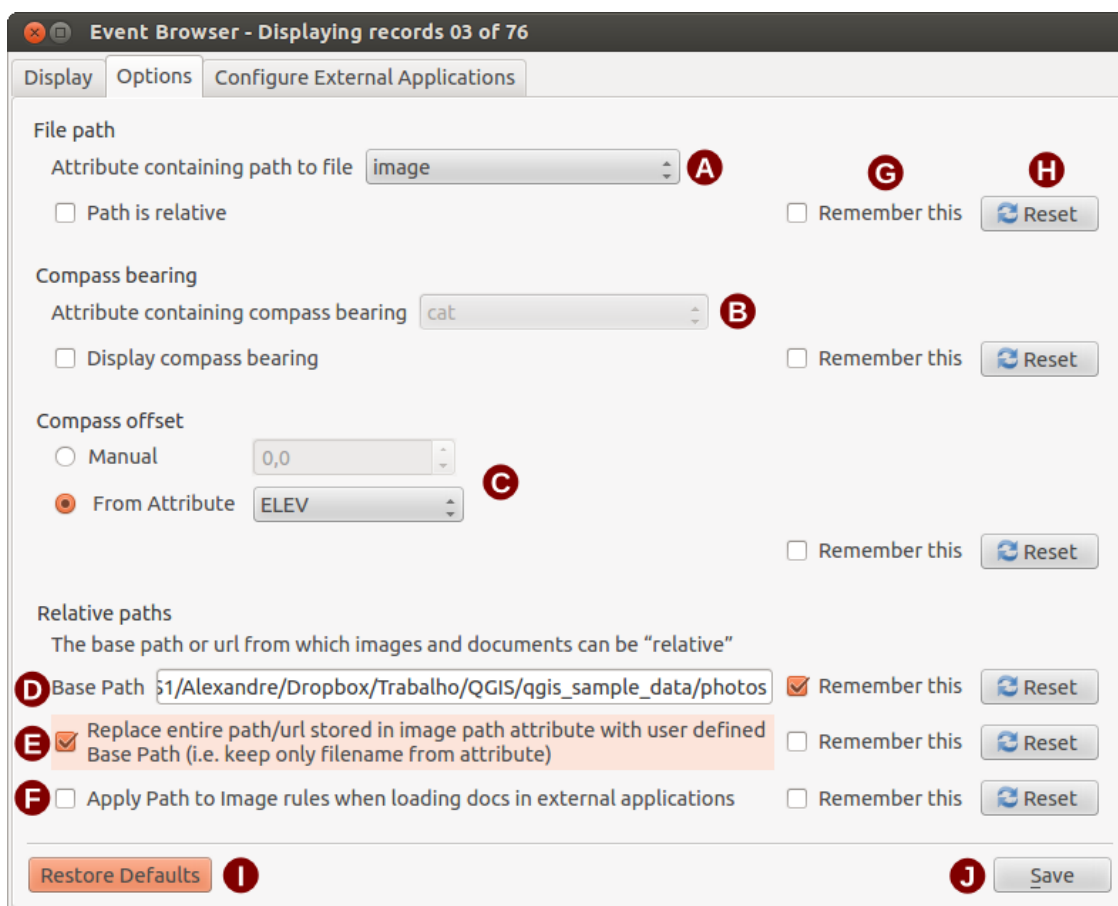 Event Browser - Displaying records 03 of 76
Display Options Configure External Applications
File path
Attribute containing path to file image A G H
Path is relative Remember this Reset
Compass bearing
Attribute containing compass bearing cat B
Display compass bearing Remember this Reset
Compass offset
Manual 0,0
From Attribute ELEV C
Remember this Reset
Relative paths
The base path or url from which images and documents can be “relative”
D Base Path 51/Alexandre/Dropbox/Trabalho/QGIS/qgis_sample_data/photos Remember this Reset
E Replace entire path/url stored in image path attribute with user defined
Base Path (i.e. keep only filename from attribute) Remember this Reset
F Apply Path to Image rules when loading docs in external applications Remember this Reset
Restore Defaults I J Save